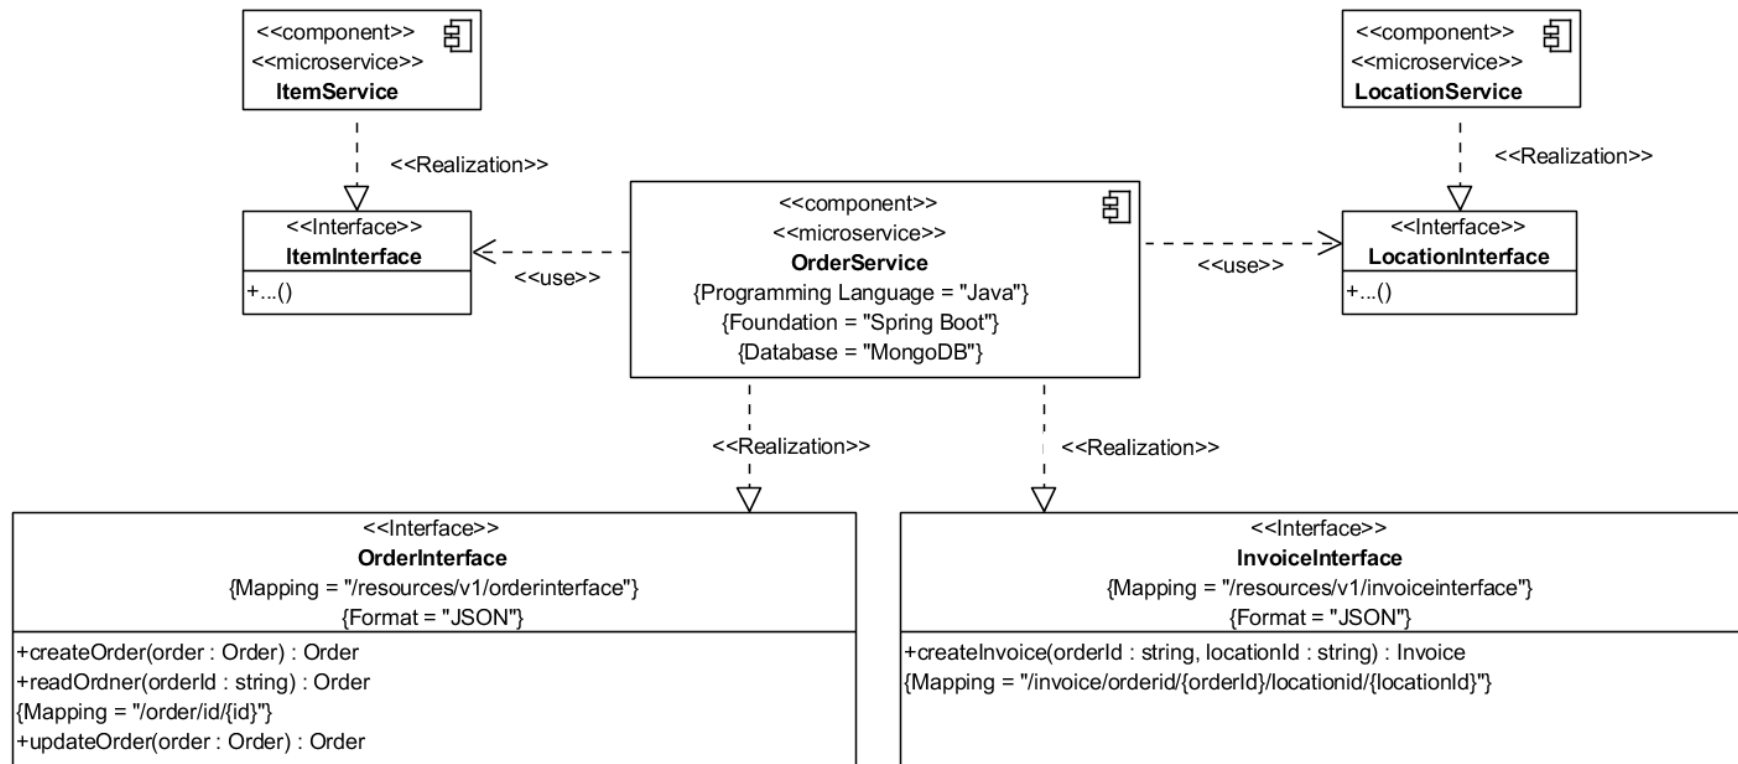 <<component>>
<<microservice>>
ItemService
<<Realization>>
<<Interface>>
ItemInterface
+...()
<<use>>
<<component>>
<<microservice>>
OrderService
{Programming Language = "Java"}
{Foundation = "Spring Boot"}
{Database = "MongoDB"}
<<use>>
<<component>>
<<microservice>>
LocationService
<<Realization>>
<<Interface>>
LocationInterface
+...()
<<Realization>>
<<Realization>>
<<Interface>>
OrderInterface
{Mapping = "/resources/v1/orderinterface"}
{Format = "JSON"}
+createOrder(order : Order) : Order
+readOrdner(orderId : string) : Order
{Mapping = "/order/id/{id}"}
+updateOrder(order : Order) : Order
<<Interface>>
InvoiceInterface
{Mapping = "/resources/v1/invoiceinterface"}
{Format = "JSON"}
+createInvoice(orderId : string, locationId : string) : Invoice
{Mapping = "/invoice/orderid/{orderId}/locationid/{locationId}"}